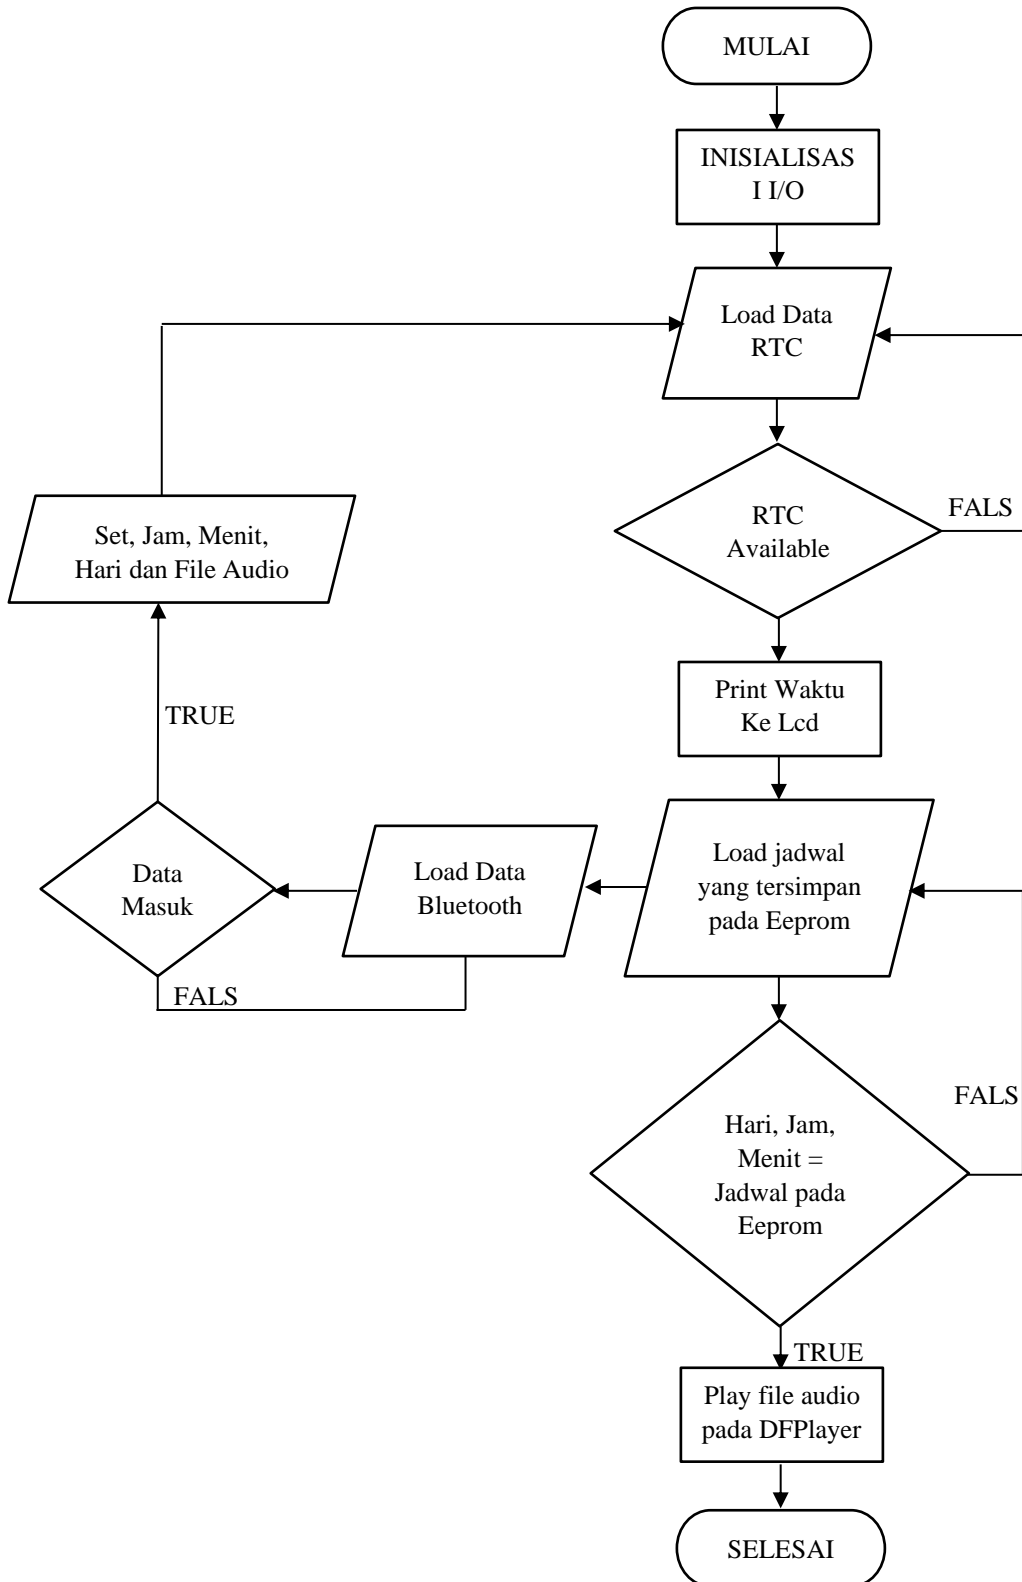 MULAI
INISIALISAS
I I/O
Load Data
RTC
RTC
Available
FALS
Set, Jam, Menit,
Hari dan File Audio
Print Waktu
Ke Lcd
TRUE
Load jadwal
yang tersimpan
pada Eeprom
Load Data
Bluetooth
Data
Masuk
FALS
Hari, Jam,
Menit =
Jadwal pada
Eeprom
FALS
TRUE
Play file audio
pada DFPlayer
SELESAI